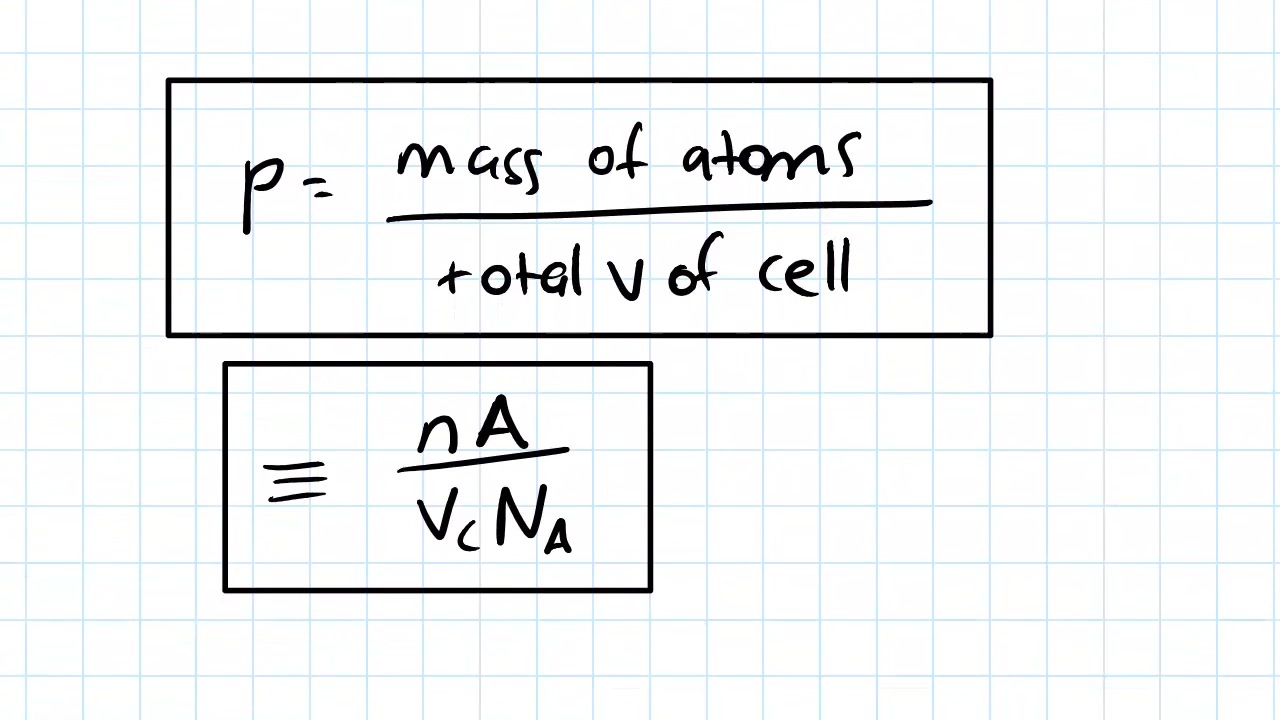 ρ = mass of atoms / total v of cell
≡ nA / V_C N_A